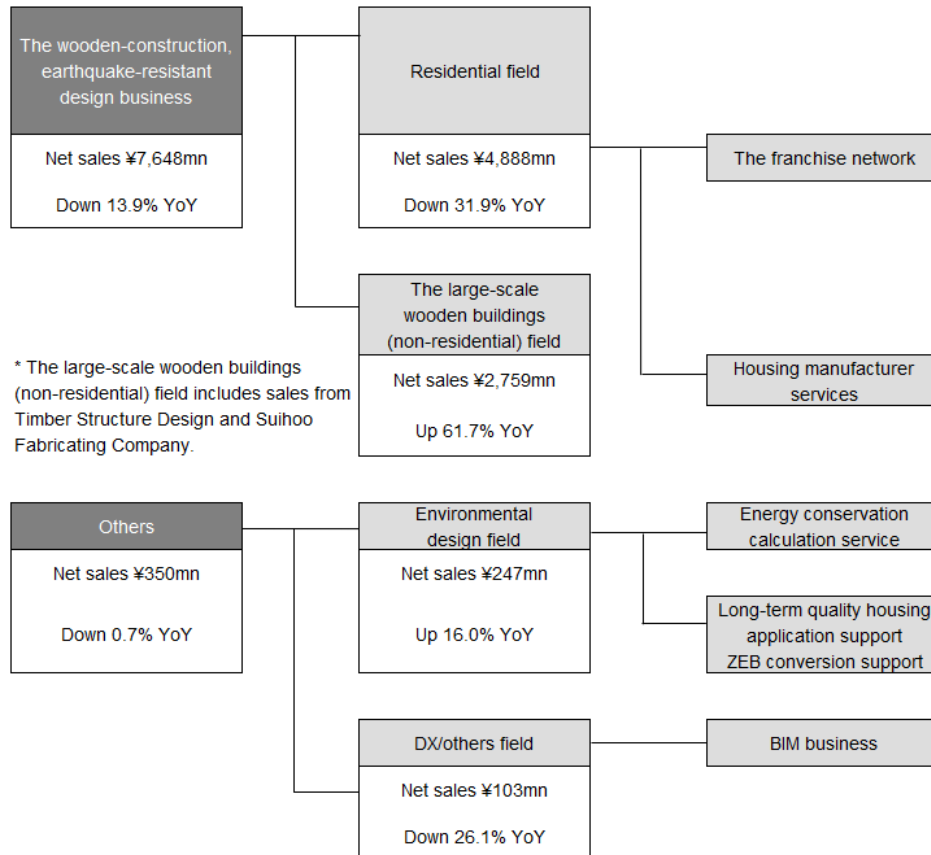 The wooden-construction,
earthquake-resistant
design business
Net sales ¥7,648mn
Down 13.9% YoY
Residential field
Net sales ¥4,888mn
Down 31.9% YoY
The franchise network
Housing manufacturer
services
The large-scale
wooden buildings
(non-residential) field
Net sales ¥2,759mn
Up 61.7% YoY
* The large-scale wooden buildings
(non-residential) field includes sales from
Timber Structure Design and Suihoo
Fabricating Company.
Others
Net sales ¥350mn
Down 0.7% YoY
Environmental
design field
Net sales ¥247mn
Up 16.0% YoY
Energy conservation
calculation service
Long-term quality housing
application support
ZEB conversion support
DX/others field
Net sales ¥103mn
Down 26.1% YoY
BIM business